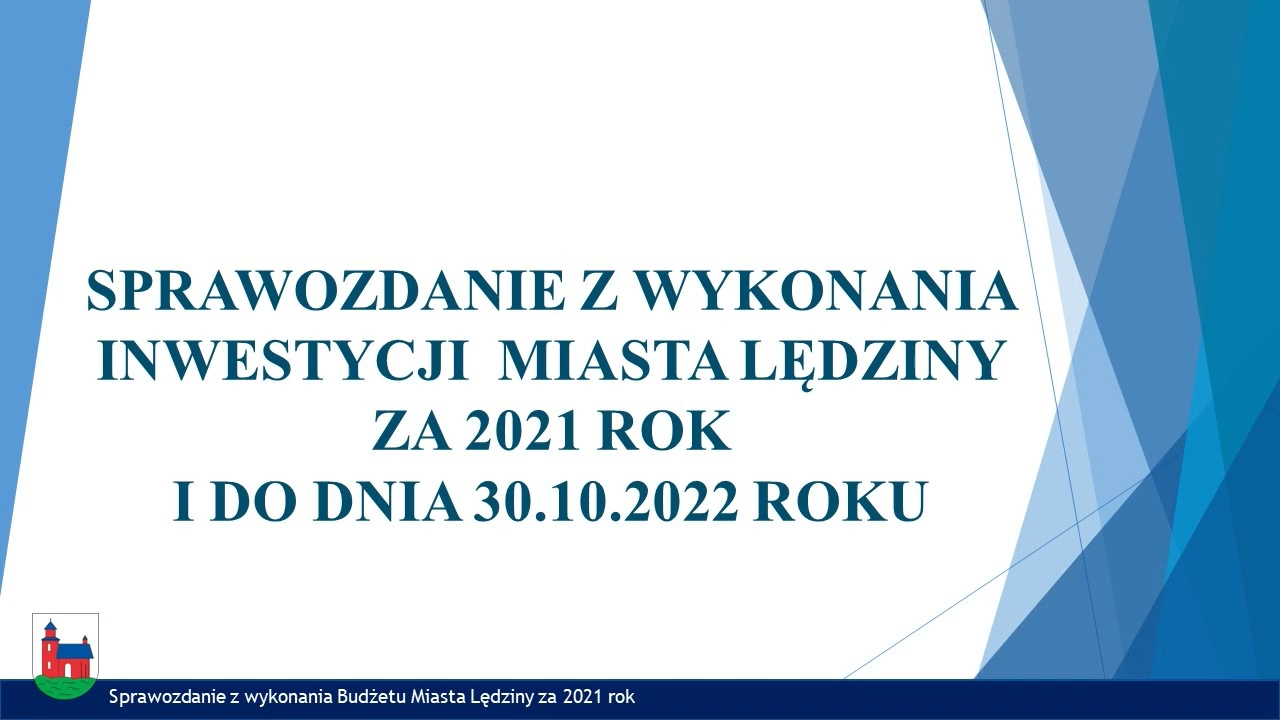 SPRAWOZDANIE Z WYKONANIA
INWESTYCJI MIASTA LĘDZINY
ZA 2021 ROK
I DO DNIA 30.10.2022 ROKU
Sprawozdanie z wykonania Budżetu Miasta Lędziny za 2021 rok